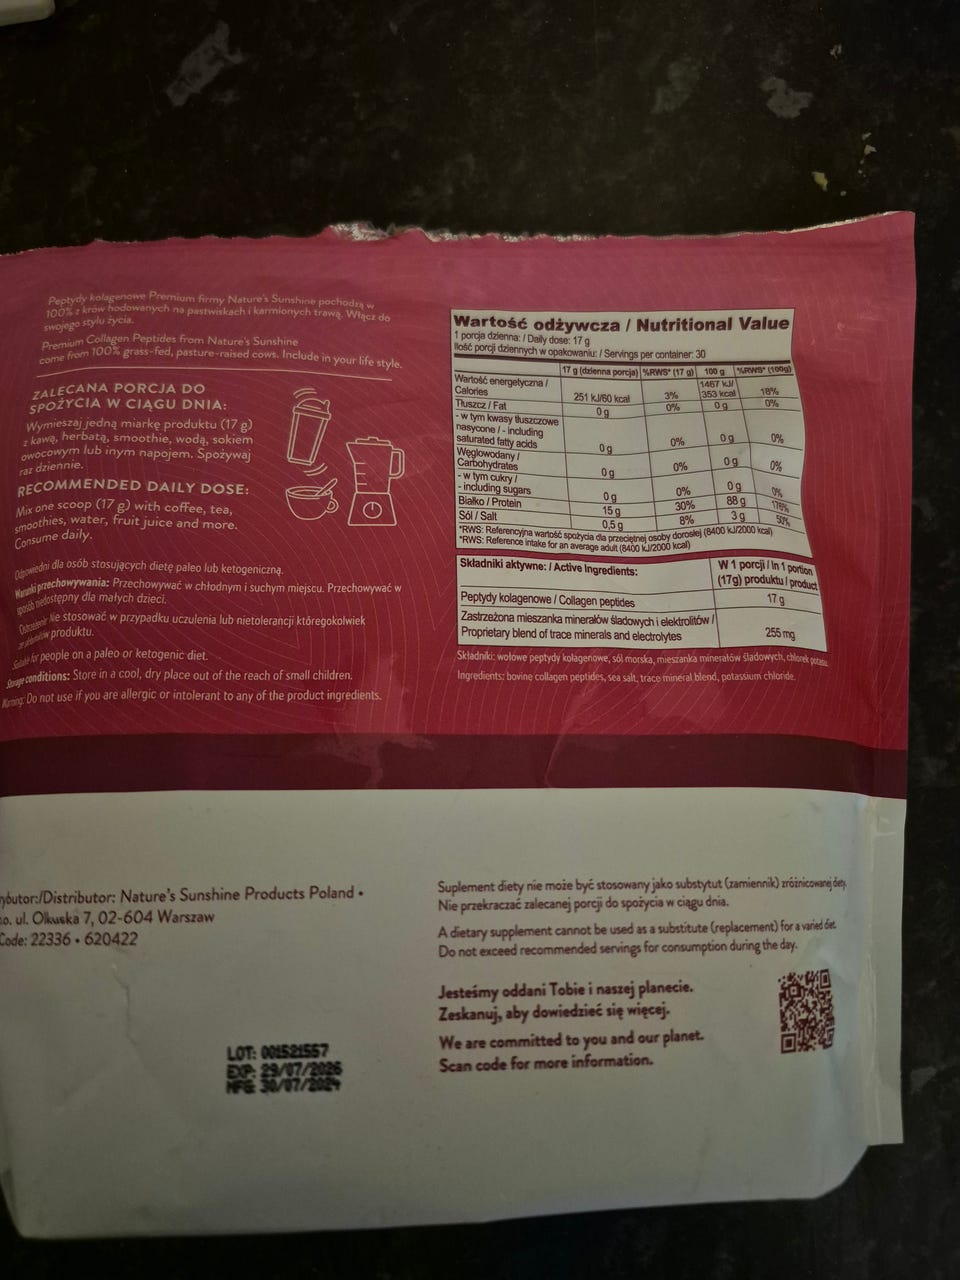 Peptydy kolagenowe Premium firmy Nature's Sunshine pochodzą w
100% z krów hodowanych na pastwiskach i karmionych trawą. Włącz do
swojego stylu życia.
Premium Collagen Peptides from Nature's Sunshine
come from 100% grass-fed, pasture-raised cows. Include in your life style.
ZALECANA PORCJA DO
SPOŻYCIA W CIĄGU DNIA:
Wymieszaj jedną miarkę produktu (17 g)
z kawą, herbatą, smoothie, wodą, sokiem
owocowym lub innym napojem. Spożywaj
raz dziennie.
RECOMMENDED DAILY DOSE:
Mix one scoop (17 g) with coffee, tea,
smoothies, water, fruit juice and more.
Consume daily.
Odpowiedni dla osób stosujących dietę paleo lub ketogeniczną.
Warunki przechowywania: Przechowywać w chłodnym i suchym miejscu. Przechowywać w
sposób niedostępny dla małych dzieci.
Ostrzeżenie: Nie stosować w przypadku uczulenia lub nietolerancji któregokolwiek
ze składników produktu.
Suitable for people on a paleo or ketogenic diet.
Storage conditions: Store in a cool, dry place out of the reach of small children.
Warning: Do not use if you are allergic or intolerant to any of the product ingredients.
Wartość odżywcza / Nutritional Value
1 porcja dzienna: / Daily dose: 17 g
Ilość porcji dziennych w opakowaniu: / Servings per container: 30
17 g (dzienna porcja) %RWS* (17 g) 100 g %RWS* (100g)
Wartość energetyczna /
Calories 251 kJ/60 kcal 3% 1467 kJ/
353 kcal 18%
Tłuszcz / Fat 0 g 0% 0 g 0%
- w tym kwasy tłuszczowe
nasycone / - including
saturated fatty acids 0 g 0% 0 g 0%
Węglowodany /
Carbohydrates 0 g 0% 0 g 0%
- w tym cukry /
- including sugars 0 g 0% 0 g 0%
Białko / Protein 15 g 30% 88 g 176%
Sól / Salt 0,5 g 8% 3 g 50%
*RWS: Referencyjna wartość spożycia dla przeciętnej osoby dorosłej (8400 kJ/2000 kcal)
*RWS: Reference intake for an average adult (8400 kJ/2000 kcal)
Składniki aktywne: / Active Ingredients: W 1 porcji / In 1 portion
(17g) produktu / product
Peptydy kolagenowe / Collagen peptides 17 g
Zastrzeżona mieszanka minerałów śladowych i elektrolitów /
Proprietary blend of trace minerals and electrolytes 255 mg
Składniki: wołowe peptydy kolagenowe, sól morska, mieszanka minerałów śladowych, chlorek potasu.
Ingredients: bovine collagen peptides, sea salt, trace mineral blend, potassium chloride.
ybutor:/Distributor: Nature's Sunshine Products Poland •
o. ul. Olkuska 7, 02-604 Warszaw
Code: 22336 • 620422
LOT: 001521557
EXP: 29/07/2026
MFG: 30/07/2024
Suplement diety nie może być stosowany jako substytut (zamiennik) zróżnicowanej diety.
Nie przekraczać zalecanej porcji do spożycia w ciągu dnia.
A dietary supplement cannot be used as a substitute (replacement) for a varied diet.
Do not exceed recommended servings for consumption during the day.
Jesteśmy oddani Tobie i naszej planecie.
Zeskanuj, aby dowiedzieć się więcej.
We are committed to you and our planet.
Scan code for more information.